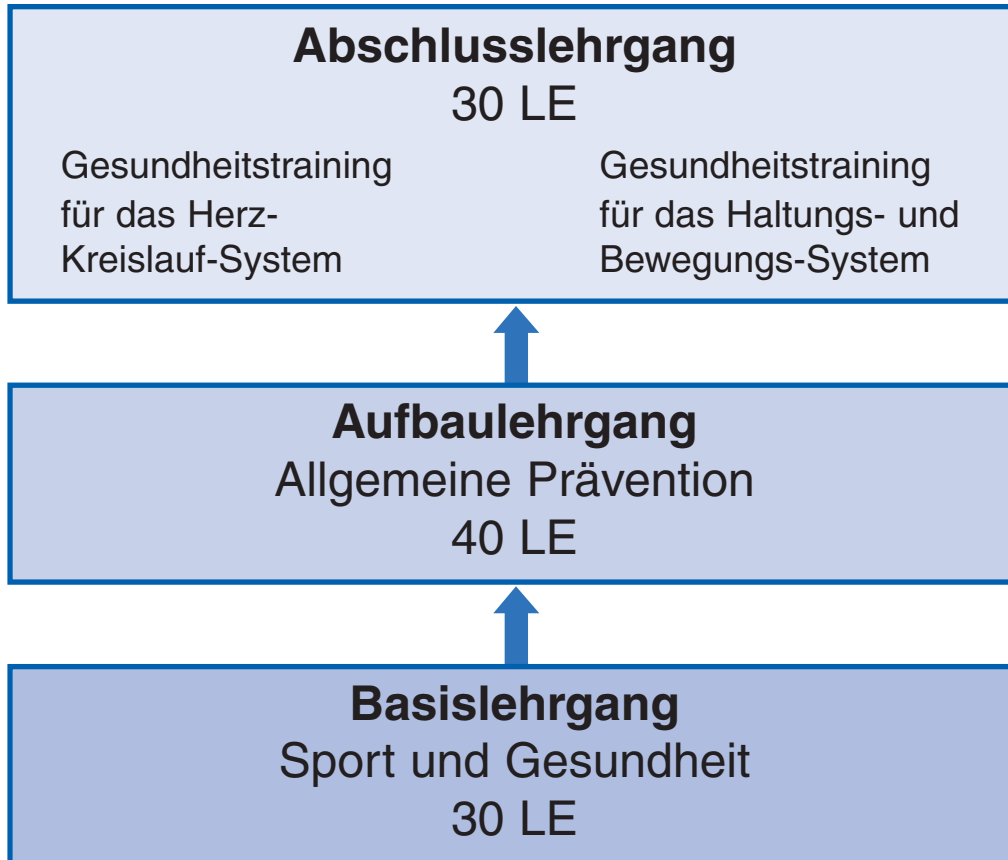 Abschlusslehrgang
30 LE
Gesundheitstraining
für das Herz-
Kreislauf-System
Gesundheitstraining
für das Haltungs- und
Bewegungs-System
Aufbaulehrgang
Allgemeine Prävention
40 LE
Basislehrgang
Sport und Gesundheit
30 LE